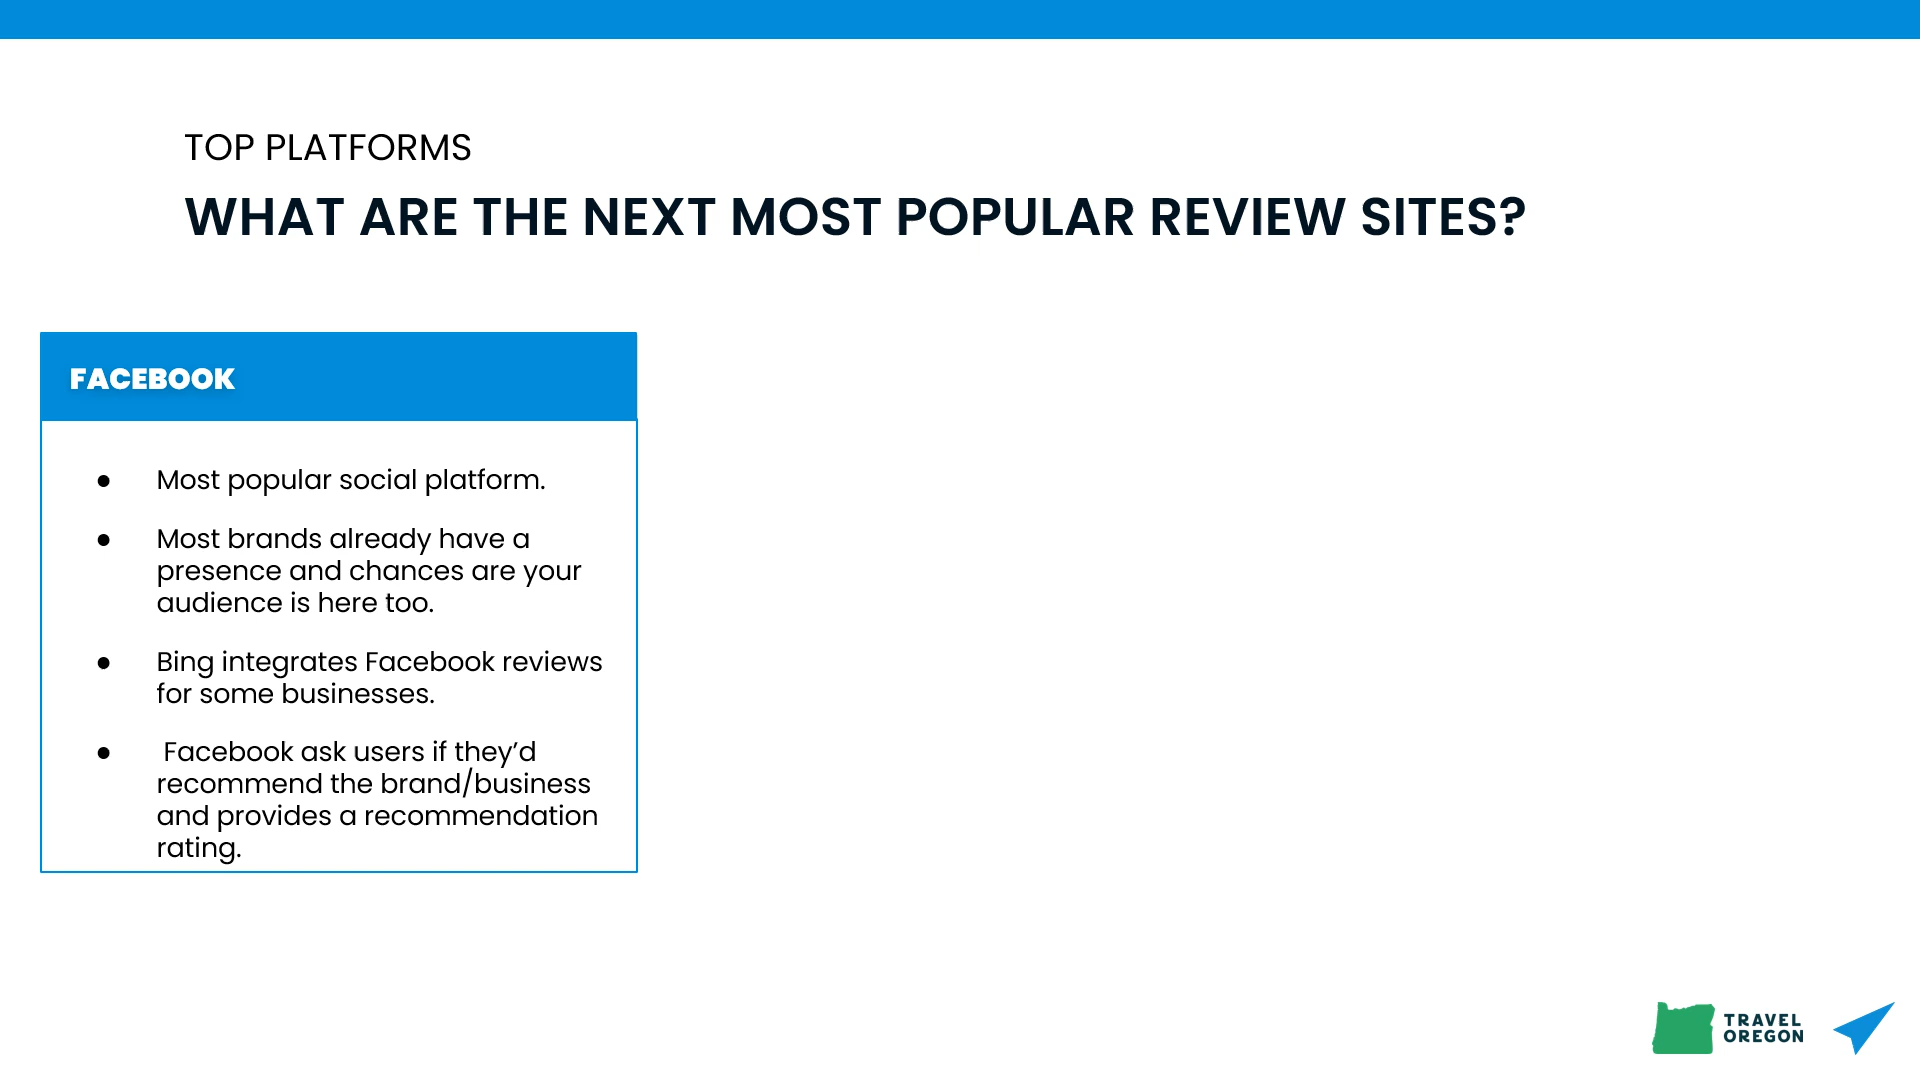 TOP PLATFORMS
WHAT ARE THE NEXT MOST POPULAR REVIEW SITES?
FACEBOOK
● Most popular social platform.
● Most brands already have a
presence and chances are your
audience is here too.
● Bing integrates Facebook reviews
for some businesses.
● Facebook ask users if they’d
recommend the brand/business
and provides a recommendation
rating.
TRAVEL
OREGON